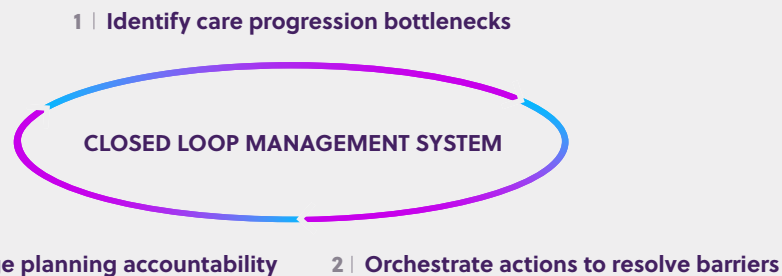 1 | Identify care progression bottlenecks
CLOSED LOOP MANAGEMENT SYSTEM
planning accountability
2 | Orchestrate actions to resolve barriers